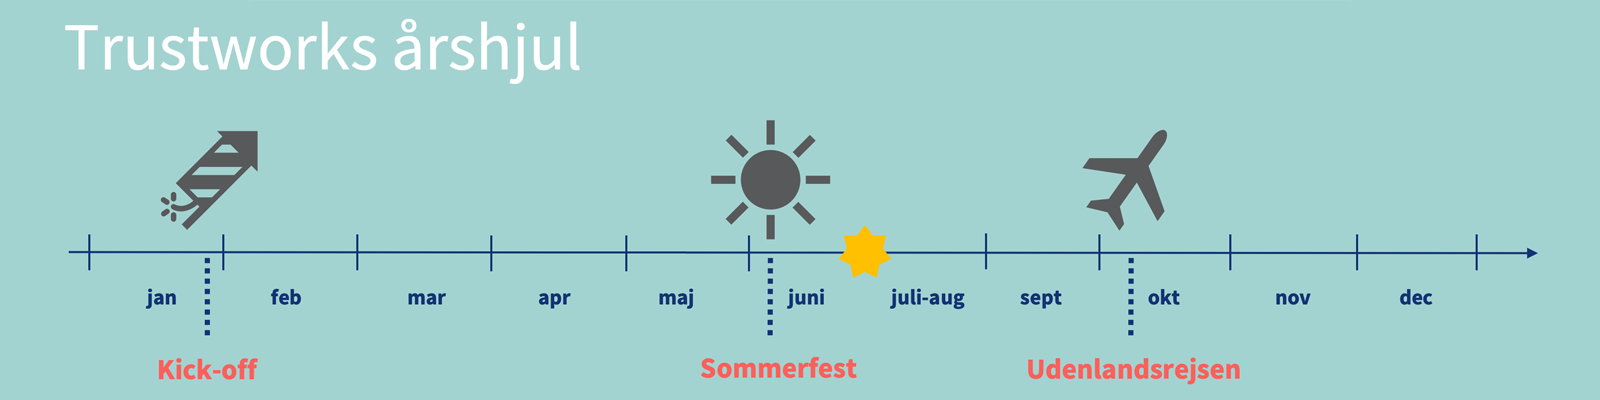 Trustworks årshjul
jan feb mar apr maj juni juli-aug sept okt nov dec
Kick-off Sommerfest Udenlandsrejsen